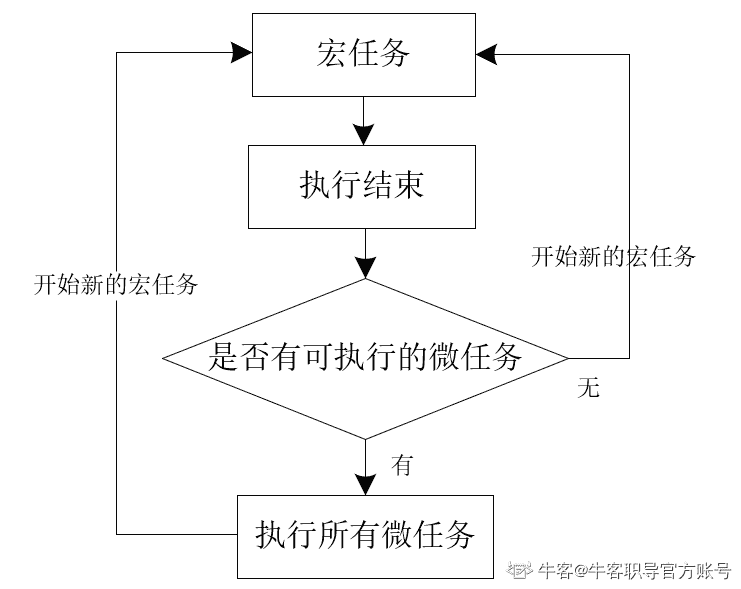 宏任务
执行结束
开始新的宏任务
开始新的宏任务
是否有可执行的微任务
无
有
执行所有微任务
牛客@牛客职导官方账号